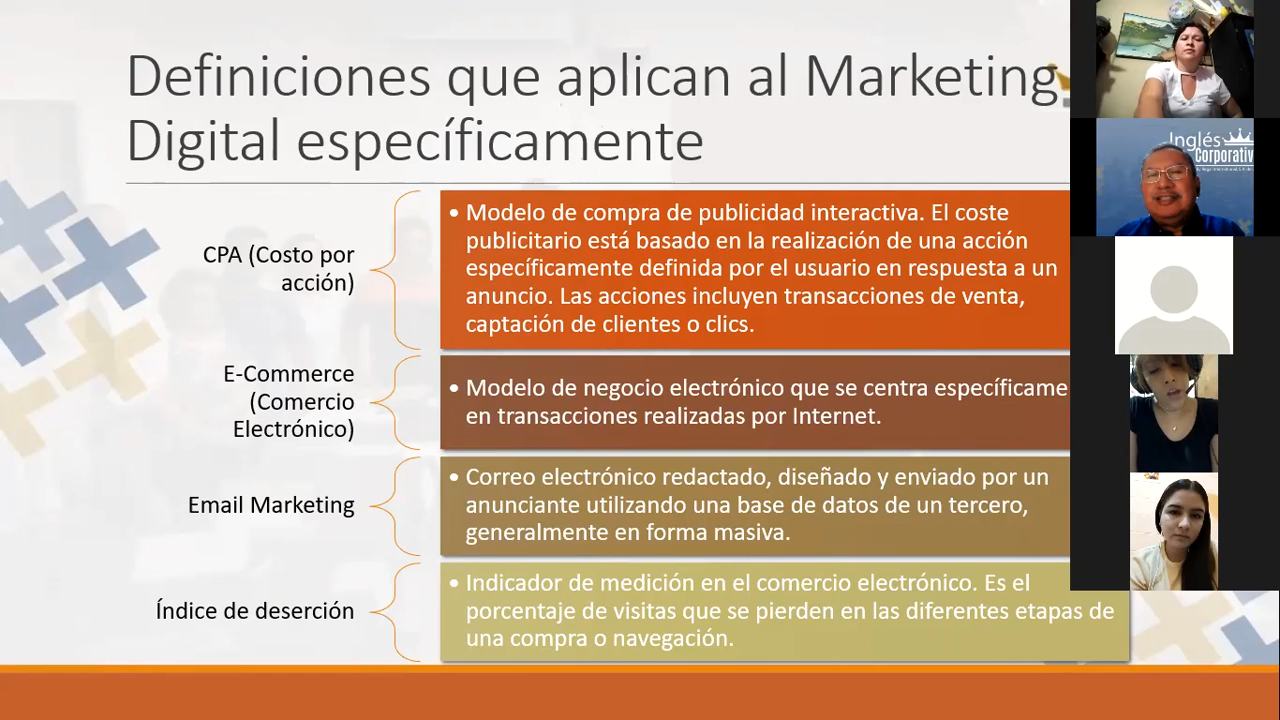 Definiciones que aplican al Marketing
Digital específicamente
CPA (Costo por
acción)
• Modelo de compra de publicidad interactiva. El coste
publicitario está basado en la realización de una acción
específicamente definida por el usuario en respuesta a un
anuncio. Las acciones incluyen transacciones de venta,
captación de clientes o clics.
E-Commerce
(Comercio
Electrónico)
• Modelo de negocio electrónico que se centra específicame
en transacciones realizadas por Internet.
Email Marketing
• Correo electrónico redactado, diseñado y enviado por un
anunciante utilizando una base de datos de un tercero,
generalmente en forma masiva.
Índice de deserción
• Indicador de medición en el comercio electrónico. Es el
porcentaje de visitas que se pierden en las diferentes etapas de
una compra o navegación.
Inglés
Corporativ